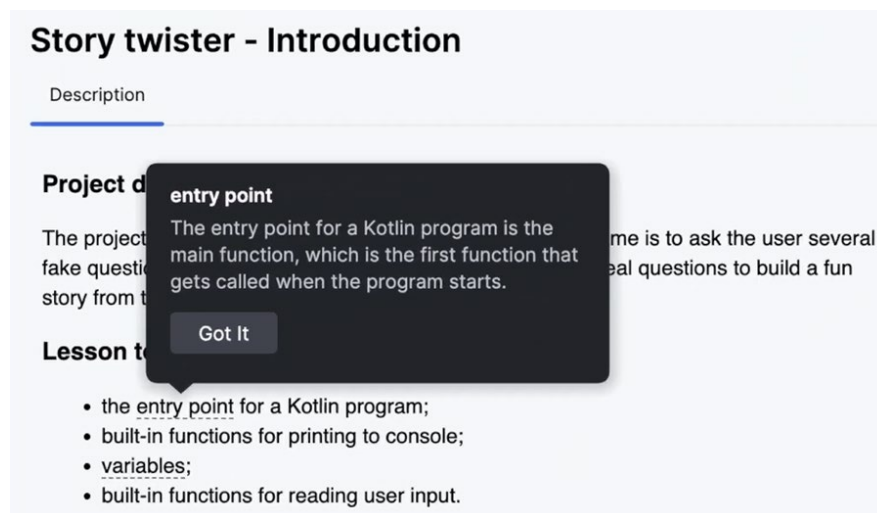 Story twister - Introduction
Description
Project d
entry point
The entry point for a Kotlin program is the
main function, which is the first function that
gets called when the program starts.
Got It
The project
me is to ask the user several
fake questi
eal questions to build a fun
story from t
Lesson t
• the entry point for a Kotlin program;
• built-in functions for printing to console;
• variables;
• built-in functions for reading user input.